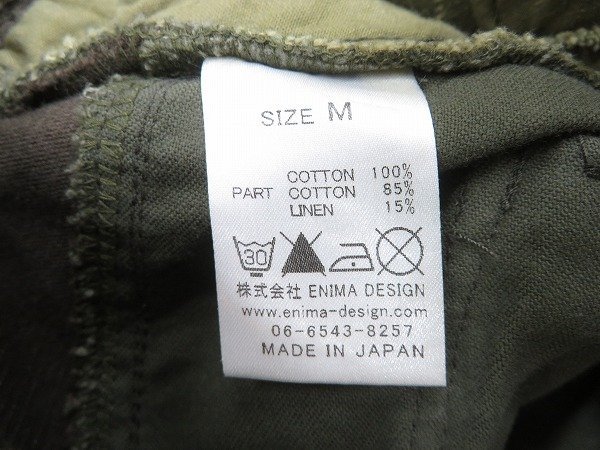 SIZE M
COTTON 100%
PART COTTON 85%
LINEN 15%
30
株式会社 ENIMA DESIGN
www.enima-design.com
06-6543-8257
MADE IN JAPAN